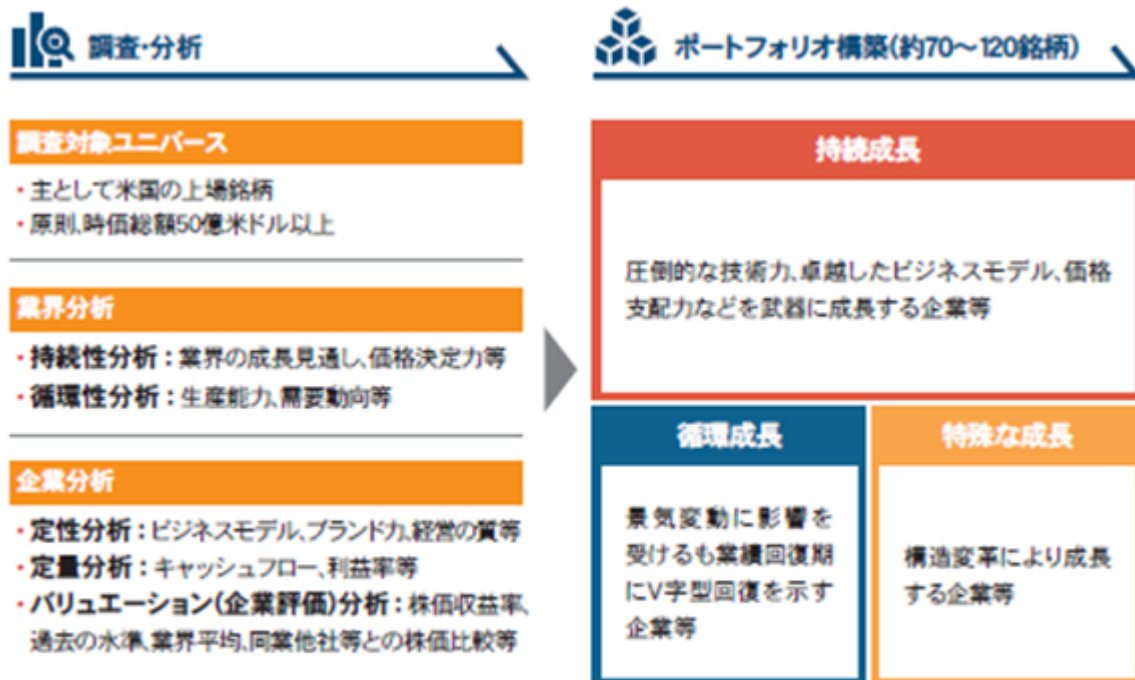 調査・分析
調査対象ユニバース
・主として米国の上場銘柄
・原則、時価総額50億米ドル以上
業界分析
・持続性分析：業界の成長見通し、価格決定力等
・循環性分析：生産能力、需要動向等
企業分析
・定性分析：ビジネスモデル、ブランド力、経営の質等
・定量分析：キャッシュフロー、利益率等
・バリュエーション(企業評価)分析：株価収益率、
過去の水準、業界平均、同業他社等との株価比較等
ポートフォリオ構築(約70～120銘柄)
持続成長
圧倒的な技術力、卓越したビジネスモデル、価格
支配力などを武器に成長する企業等
循環成長
景気変動に影響を
受けるも業績回復期
にV字型回復を示す
企業等
特殊な成長
構造変革により成長
する企業等